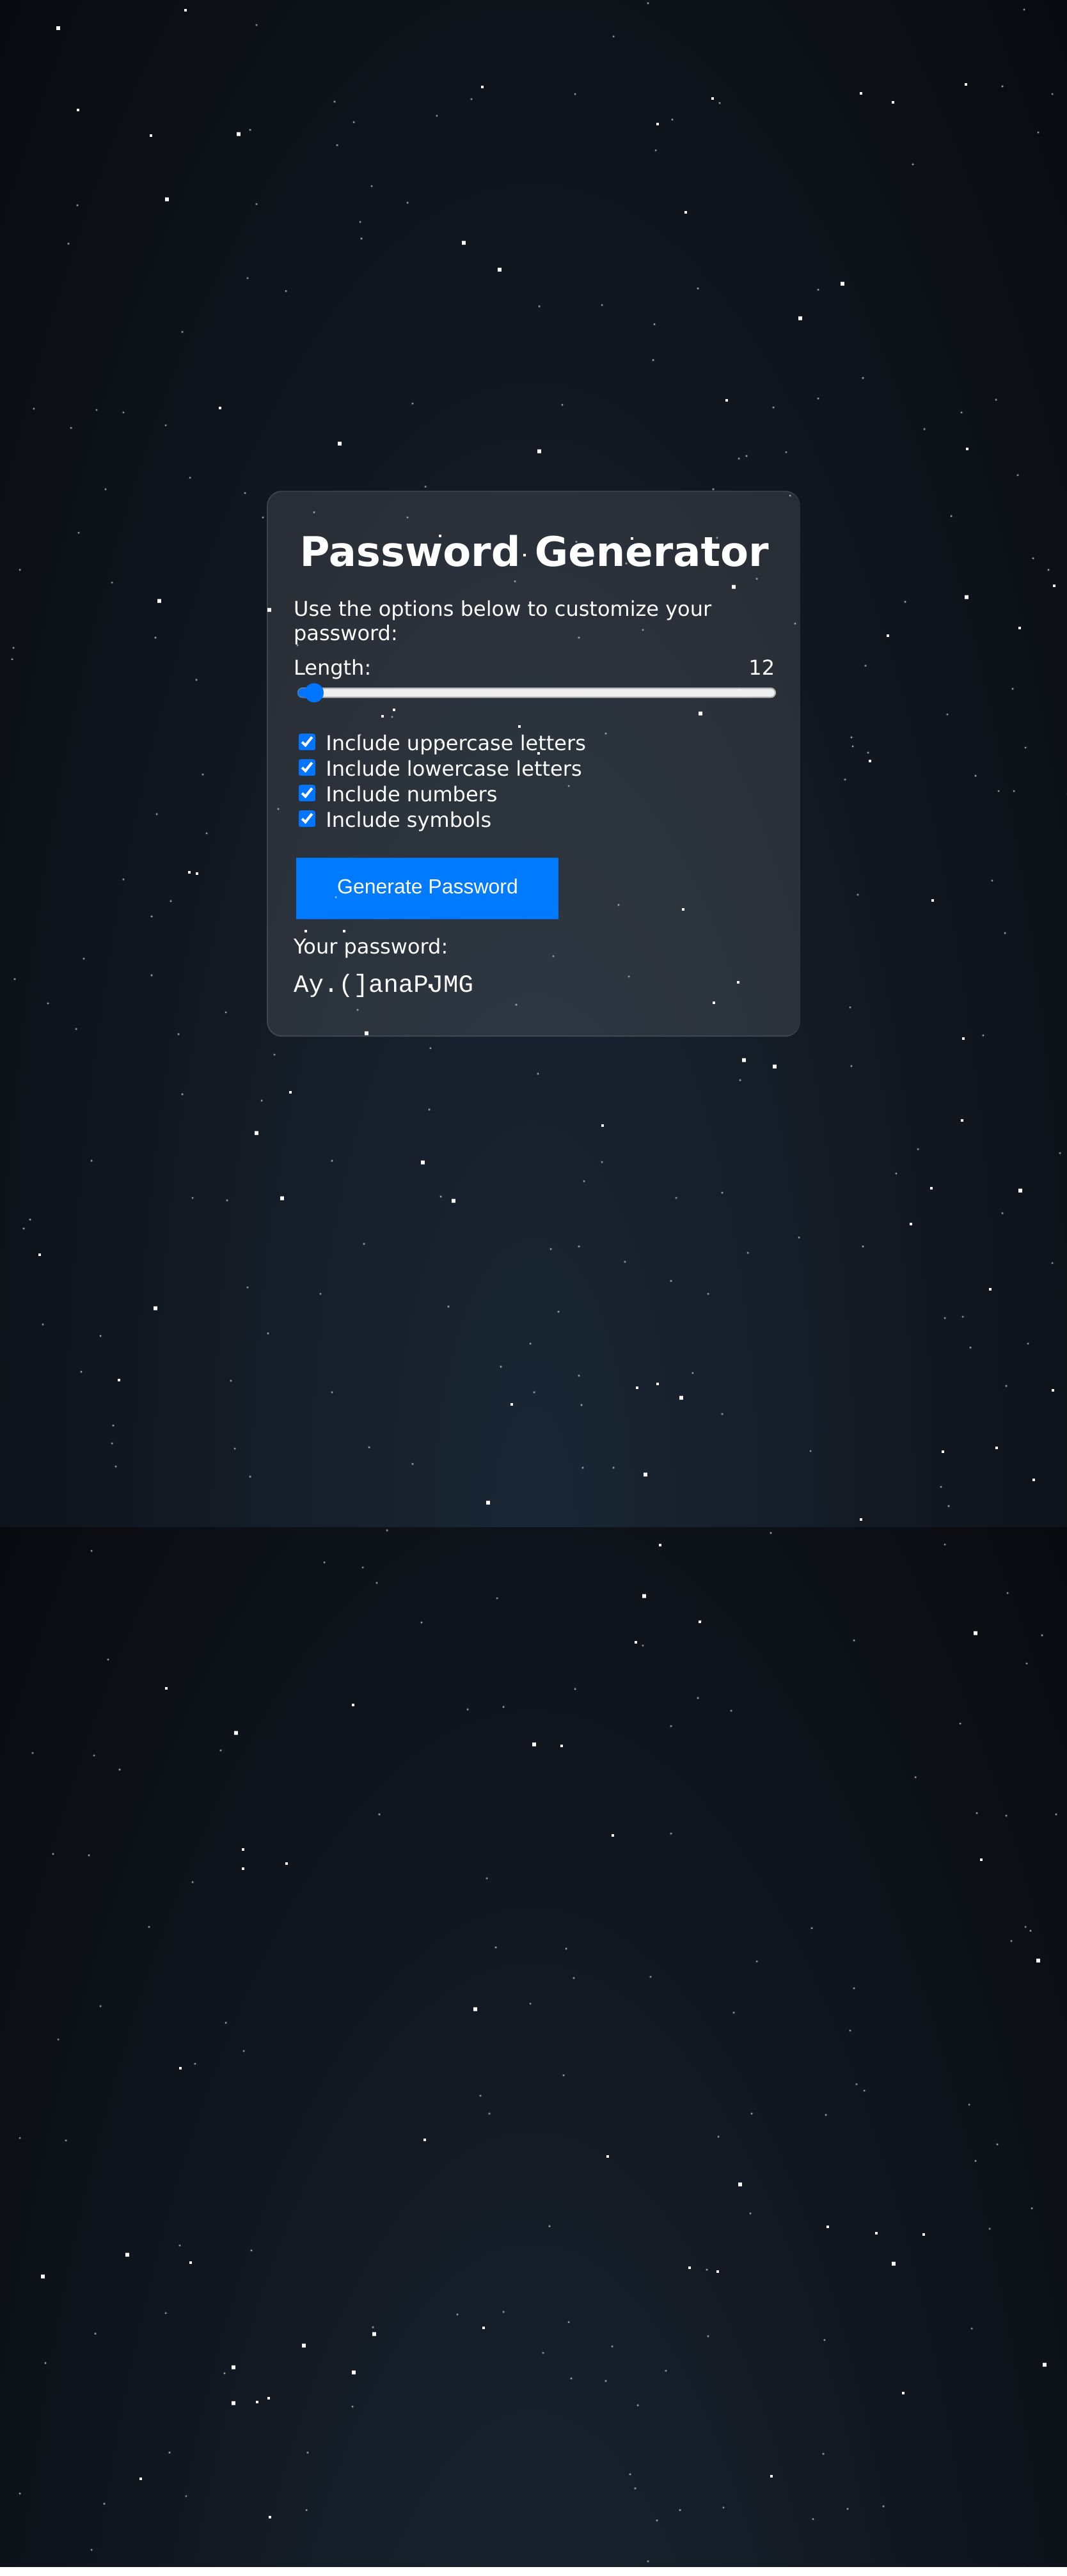 Password Generator
Use the options below to customize your
password:
Length: 12
Include uppercase letters
Include lowercase letters
Include numbers
Include symbols
Generate Password
Your password:
Ay.(]anaPJMG